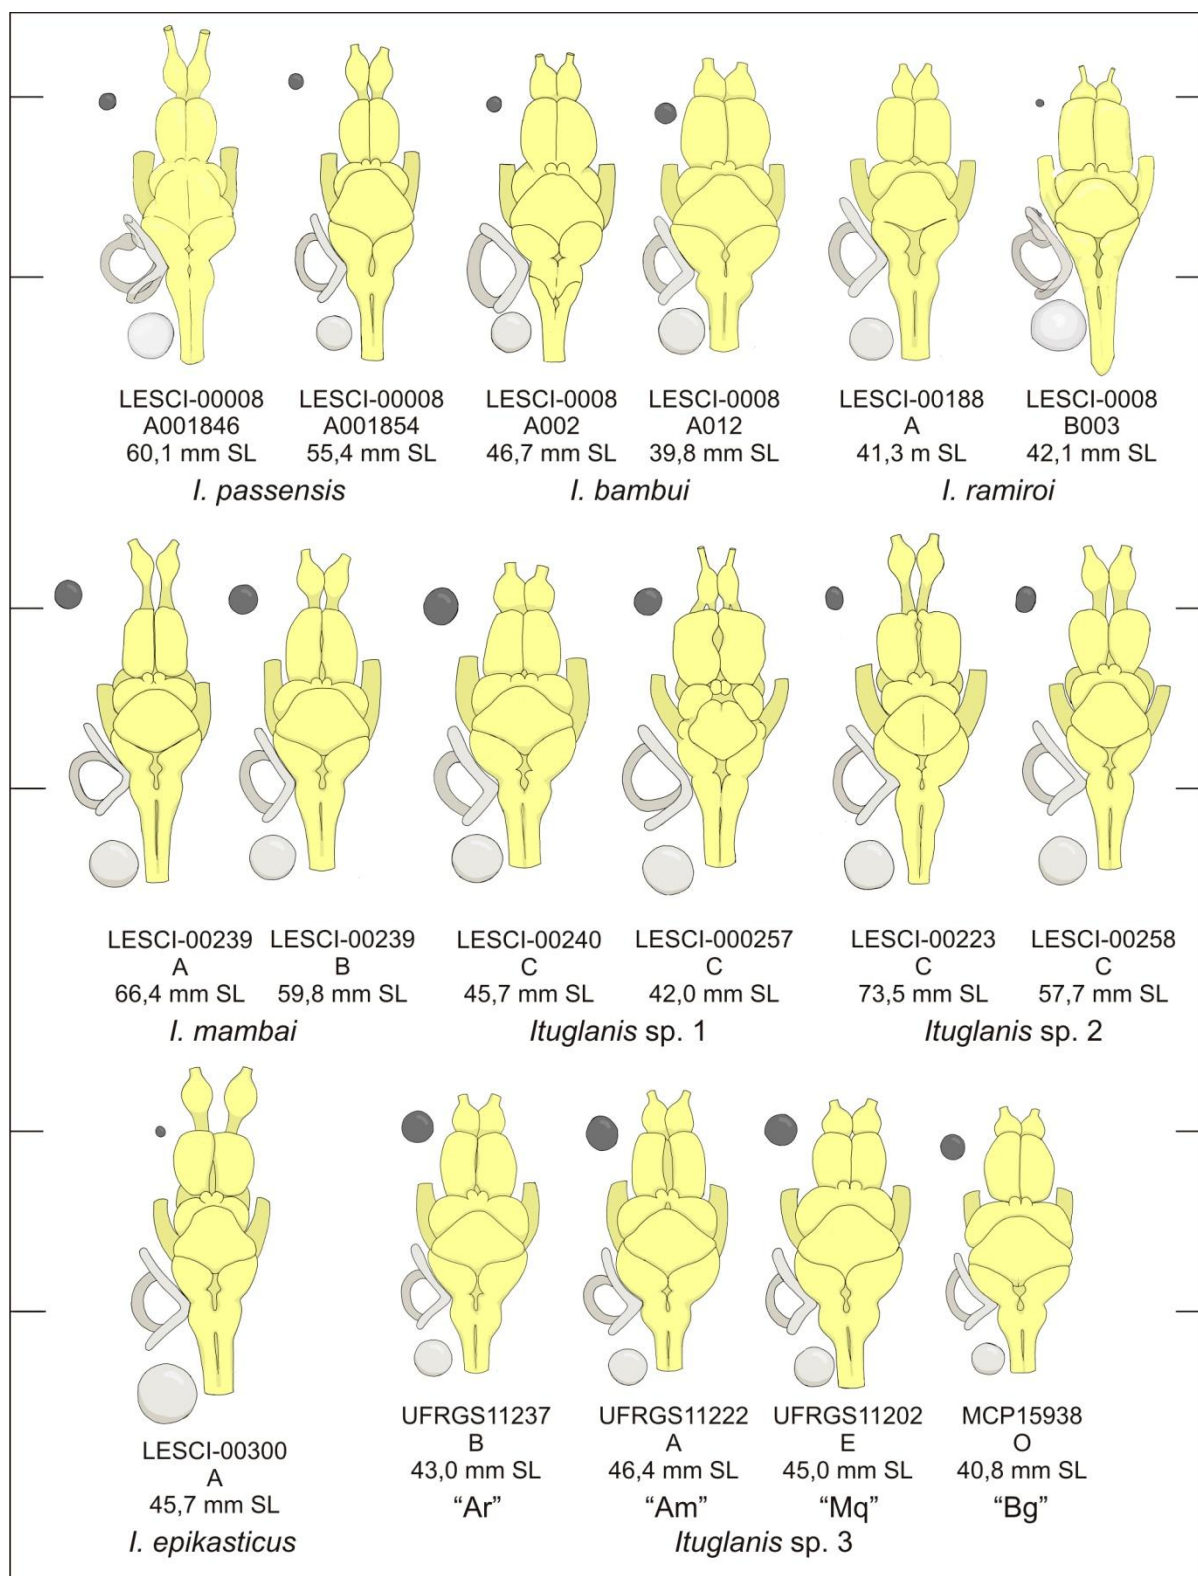 LESCI-00008
A001846
60,1 mm SL
LESCI-00008
A001854
55,4 mm SL
LESCI-0008
A002
46,7 mm SL
LESCI-0008
A012
39,8 mm SL
LESCI-00188
A
41,3 m SL
LESCI-0008
B003
42,1 mm SL
I. passensis
I. bambui
I. ramiroi
LESCI-00239
A
66,4 mm SL
LESCI-00239
B
59,8 mm SL
LESCI-00240
C
45,7 mm SL
LESCI-000257
C
42,0 mm SL
LESCI-00223
C
73,5 mm SL
LESCI-00258
C
57,7 mm SL
I. mambai
Ituglanis sp. 1
Ituglanis sp. 2
LESCI-00300
A
45,7 mm SL
I. epikasticus
UFRGS11237
B
43,0 mm SL
“Ar”
UFRGS11222
A
46,4 mm SL
“Am”
UFRGS11202
E
45,0 mm SL
“Mq”
MCP15938
O
40,8 mm SL
“Bg”
Ituglanis sp. 3